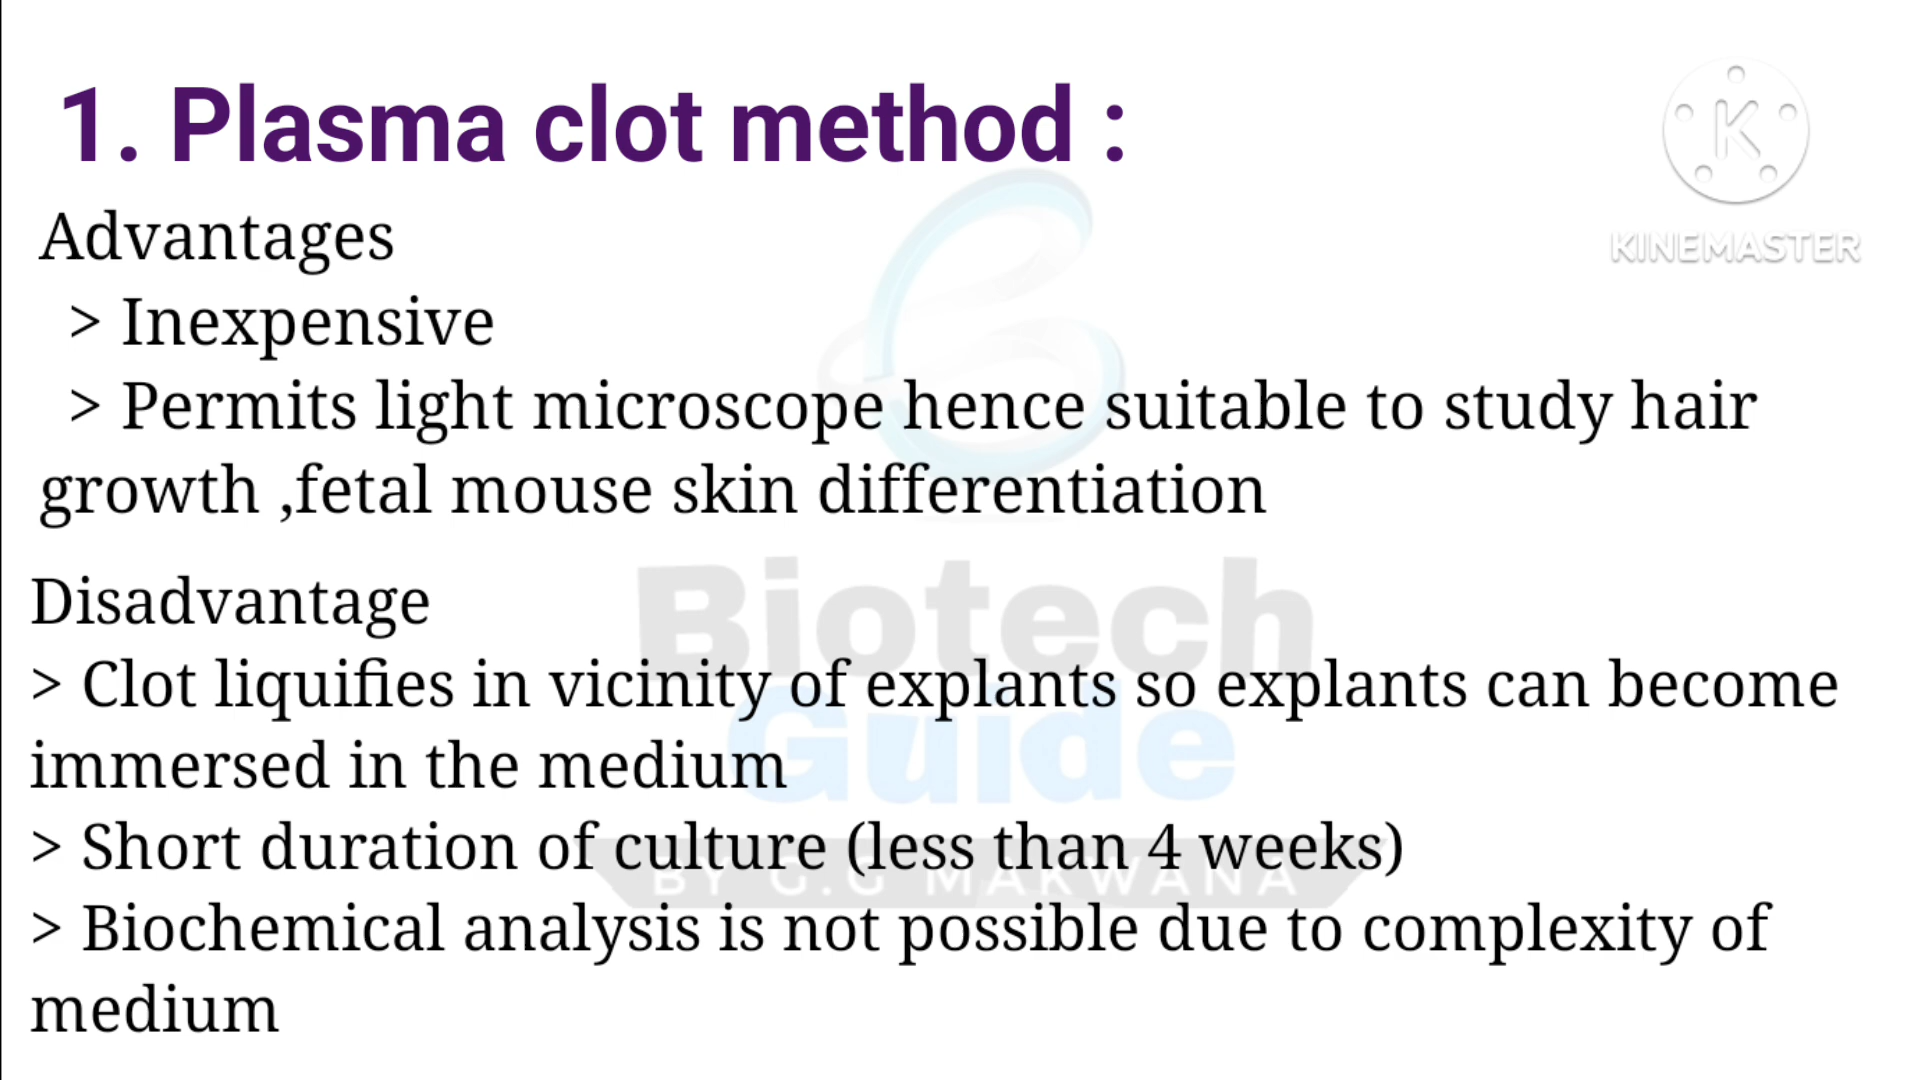 1. Plasma clot method :
KINEMASTER
Advantages
> Inexpensive
> Permits light microscope hence suitable to study hair
growth ,fetal mouse skin differentiation
Disadvantage
> Clot liquifies in vicinity of explants so explants can become
immersed in the medium
> Short duration of culture (less than 4 weeks)
> Biochemical analysis is not possible due to complexity of
medium
Biotech
Guide
BY G.G MAKWANA